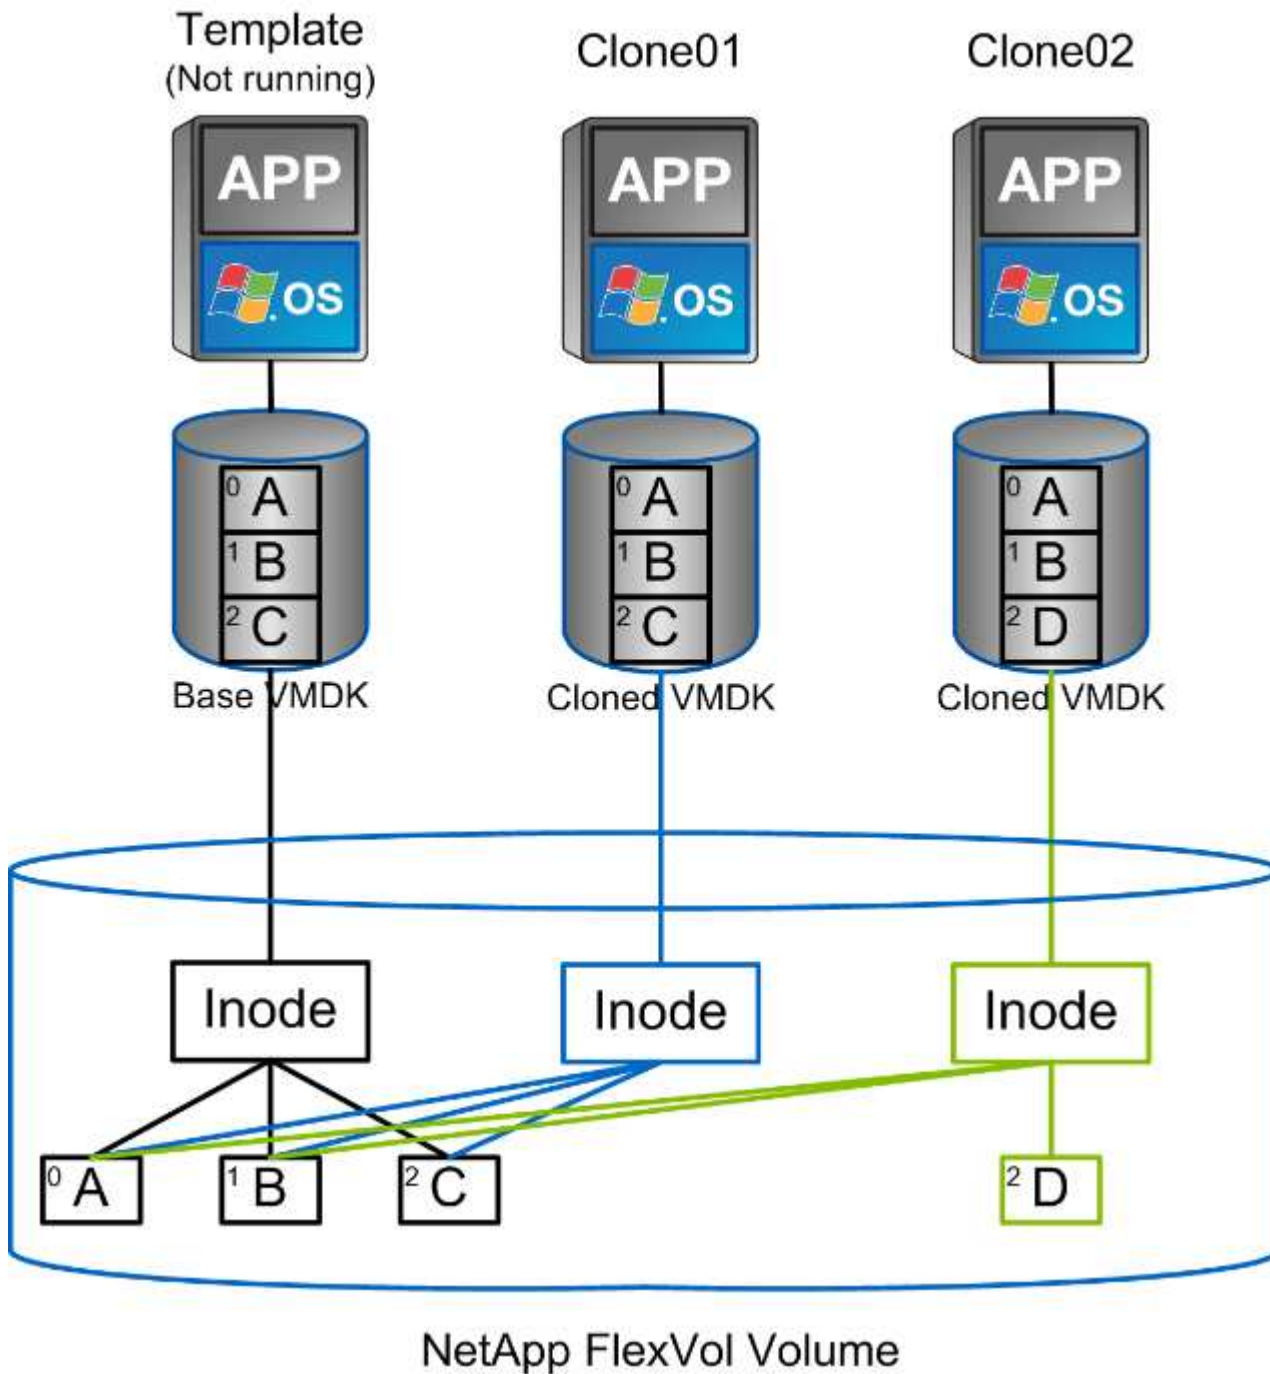 Template
(Not running)
Clone01
Clone02
APP
APP
APP
OS
OS
OS
0 A
1 B
2 C
0 A
1 B
2 C
0 A
1 B
2 D
Base VMDK
Cloned VMDK
Cloned VMDK
Inode
Inode
Inode
0 A
1 B
2 C
2 D
NetApp FlexVol Volume